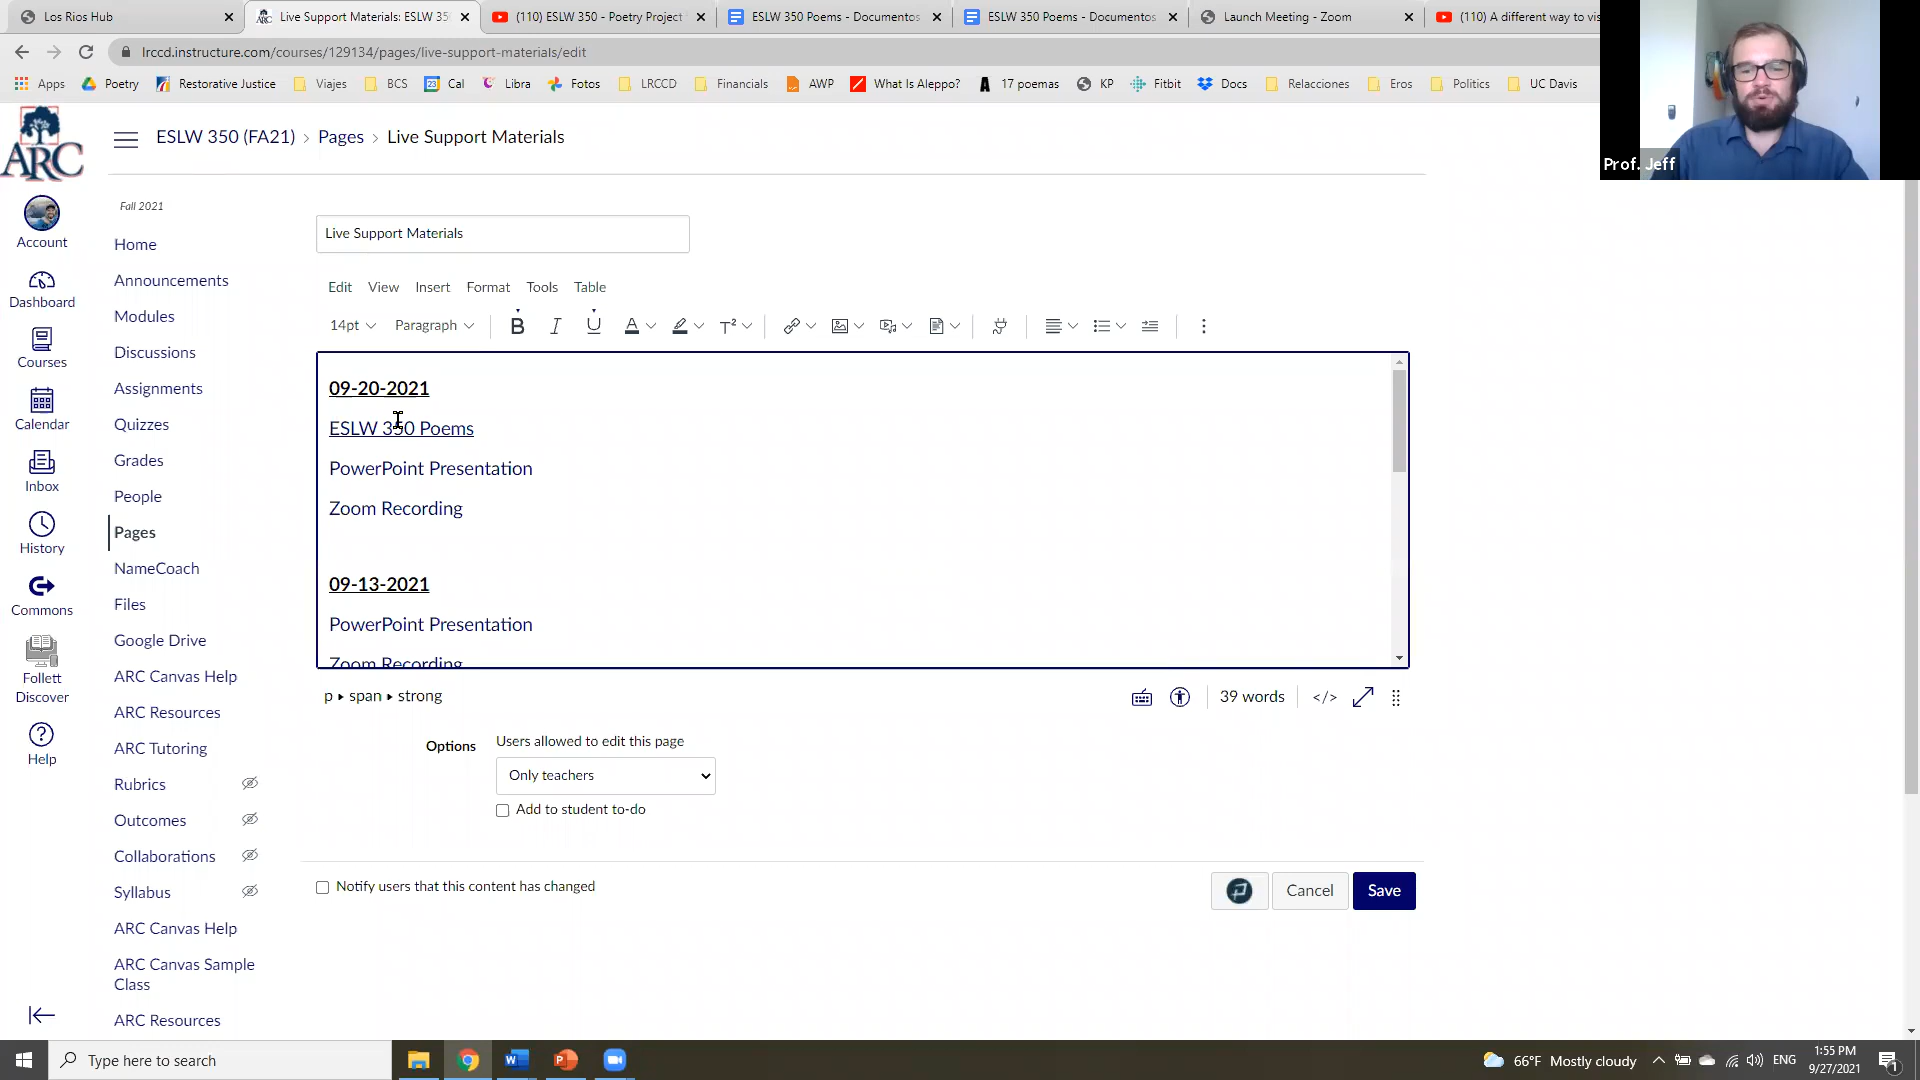 Los Rios Hub
Live Support Materials: ESLW 35
(110) ESLW 350 - Poetry Project
ESLW 350 Poems - Documentos
ESLW 350 Poems - Documentos
Launch Meeting - Zoom
(110) A different way to vis
lrccd.instructure.com/courses/129134/pages/live-support-materials/edit
Apps
Poetry
Restorative Justice
Viajes
BCS
23
Cal
Libra
Fotos
LRCCD
Financials
AWP
What Is Aleppo?
17 poemas
KP
Fitbit
Docs
Relacciones
Eros
Politics
UC Davis
Prof. Jeff
ARC
ESLW 350 (FA21) > Pages > Live Support Materials
Account
Dashboard
Courses
Calendar
Inbox
History
Commons
Follett
Discover
Help
Fall 2021
Home
Announcements
Modules
Discussions
Assignments
Quizzes
Grades
People
Pages
NameCoach
Files
Google Drive
ARC Canvas Help
ARC Resources
ARC Tutoring
Rubrics
Outcomes
Collaborations
Syllabus
ARC Canvas Help
ARC Canvas Sample
Class
ARC Resources
Live Support Materials
Edit View Insert Format Tools Table
14pt Paragraph B I U A T²
09-20-2021
ESLW 350 Poems
PowerPoint Presentation
Zoom Recording
09-13-2021
PowerPoint Presentation
Zoom Recording
p ▸ span ▸ strong
39 words </>
Options
Users allowed to edit this page
Only teachers
Add to student to-do
Notify users that this content has changed
Cancel
Save
Type here to search
66°F Mostly cloudy
ENG
1:55 PM
9/27/2021
1